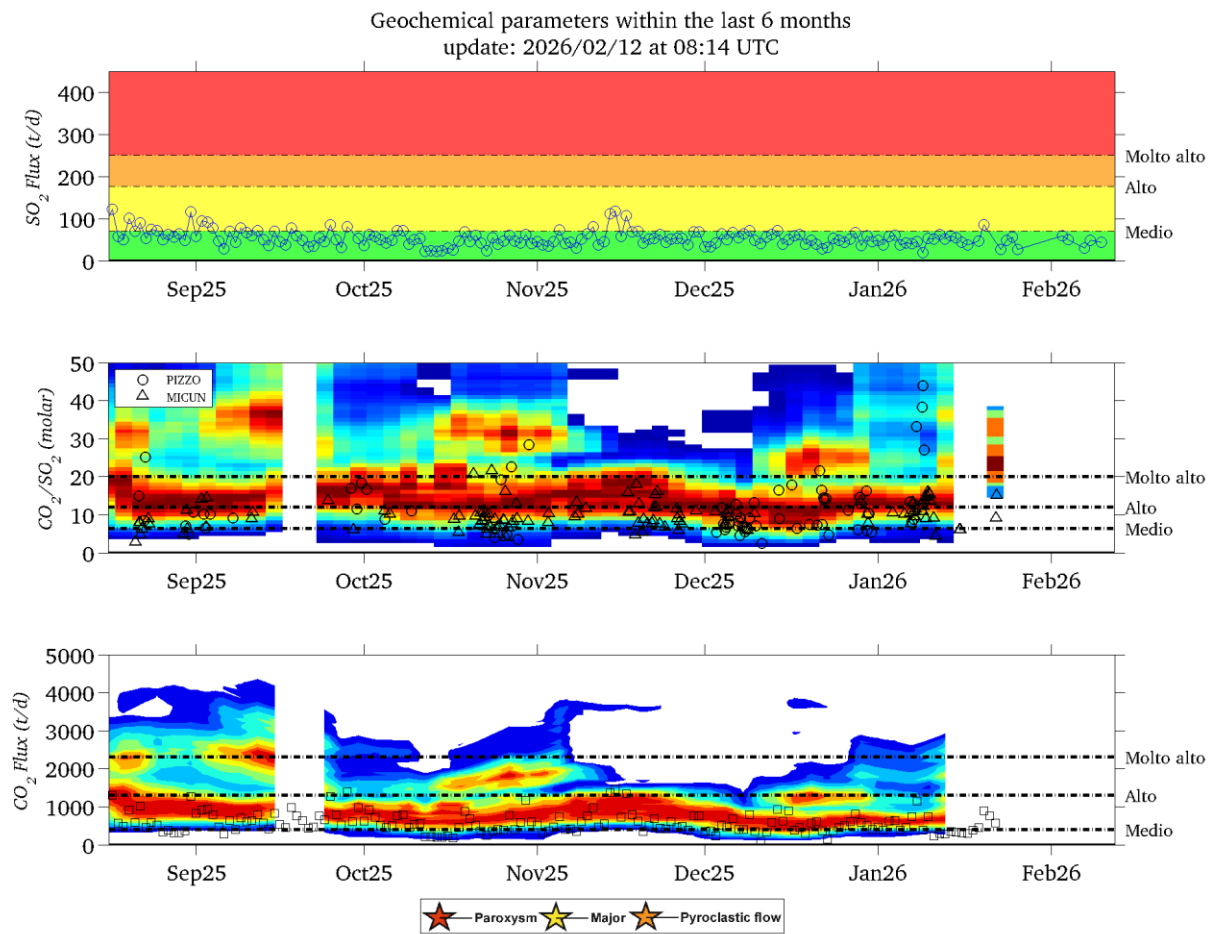 Geochemical parameters within the last 6 months
update: 2026/02/12 at 08:14 UTC
SO2 Flux (t/d)
400
300
200
100
0
Molto alto
Alto
Medio
Sep25 Oct25 Nov25 Dec25 Jan26 Feb26
CO2/SO2 (molar)
50
40
30
20
10
0
PIZZO
MICUN
Molto alto
Alto
Medio
Sep25 Oct25 Nov25 Dec25 Jan26 Feb26
CO2 Flux (t/d)
5000
4000
3000
2000
1000
0
Molto alto
Alto
Medio
Sep25 Oct25 Nov25 Dec25 Jan26 Feb26
Paroxysm Major Pyroclastic flow